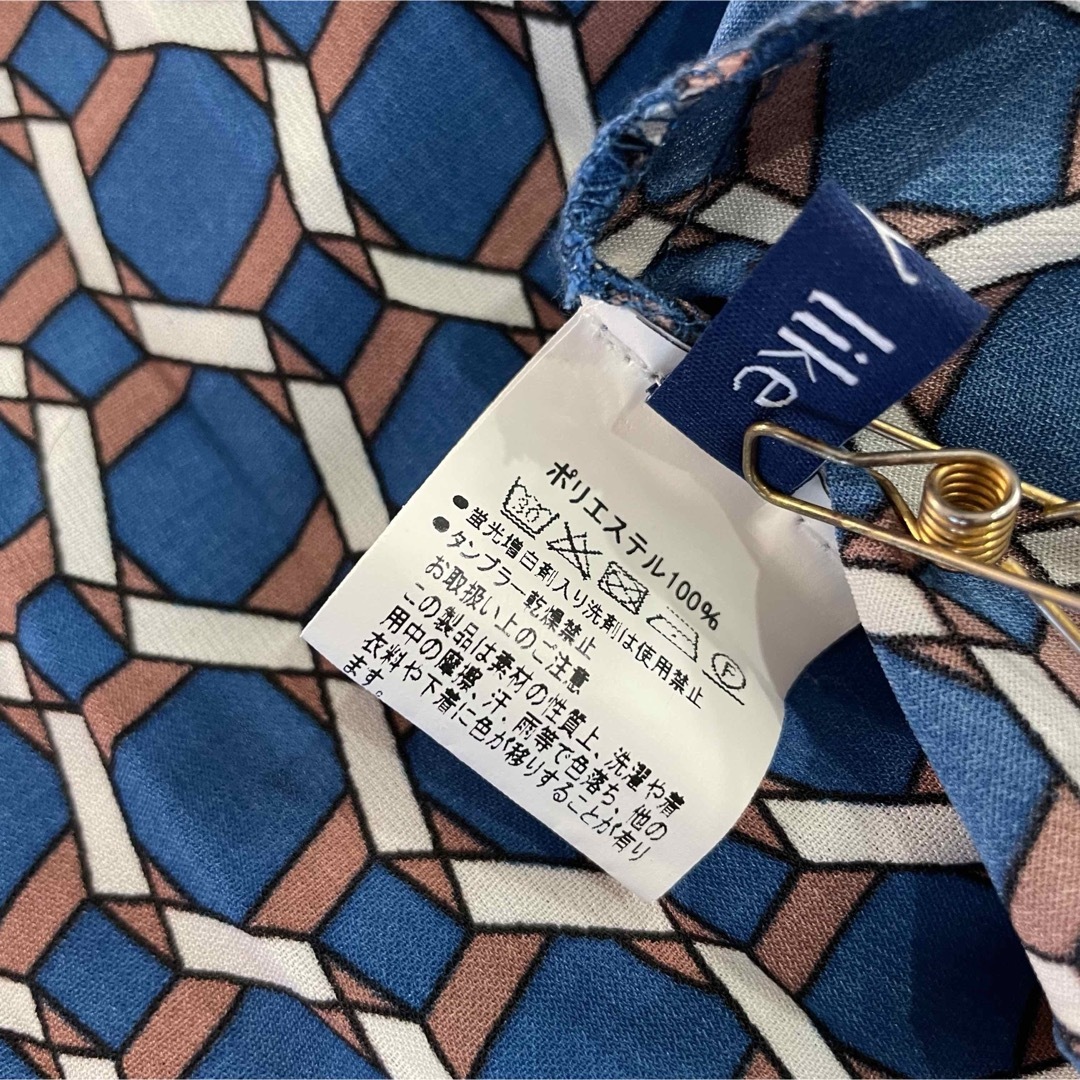 like
ポリエステル100%
30
F
●蛍光増白剤入り洗剤は使用禁止
●タンブラー乾燥禁止
お取扱い上のご注意
この製品は素材の性質上、洗濯や着
用中の摩擦、汗、雨等で色落ち、他の
衣料や下着に色が移りすることが有り
ます。